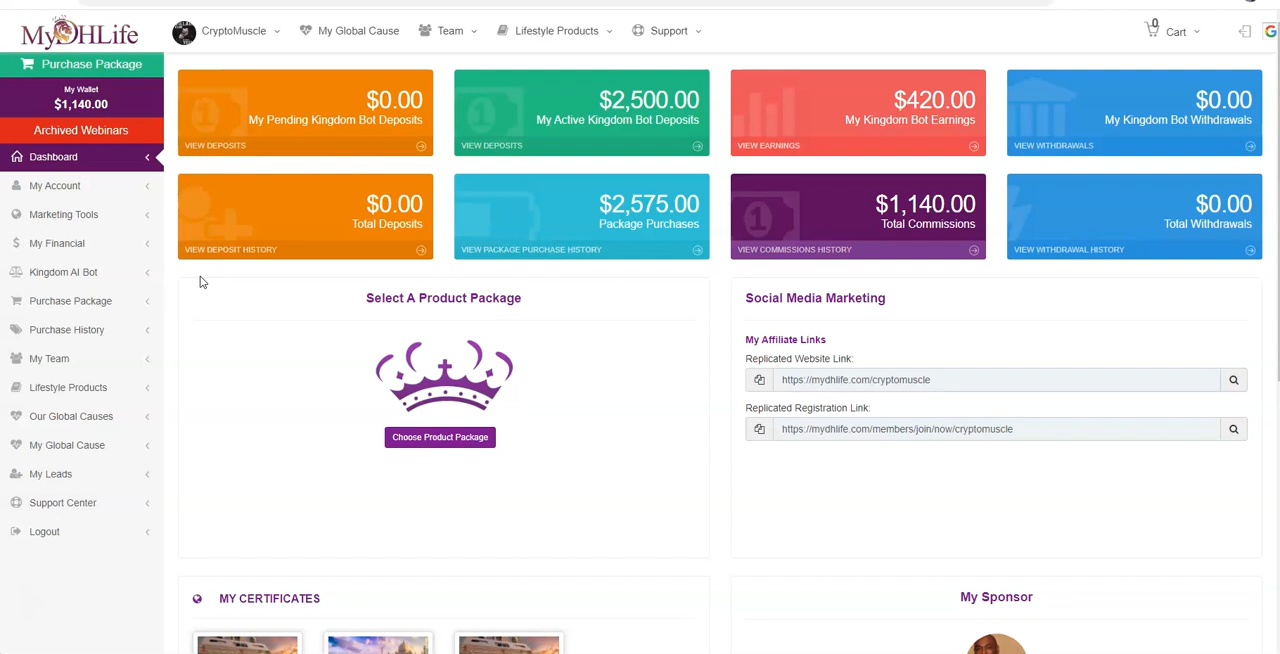 MyDHLife
CryptoMuscle
My Global Cause
Team
Lifestyle Products
Support
0
Cart
G
Purchase Package
My Wallet
$1,140.00
Archived Webinars
Dashboard
My Account
Marketing Tools
My Financial
Kingdom AI Bot
Purchase Package
Purchase History
My Team
Lifestyle Products
Our Global Causes
My Global Cause
My Leads
Support Center
Logout
$0.00
My Pending Kingdom Bot Deposits
VIEW DEPOSITS
$2,500.00
My Active Kingdom Bot Deposits
VIEW DEPOSITS
$420.00
My Kingdom Bot Earnings
VIEW EARNINGS
$0.00
My Kingdom Bot Withdrawals
VIEW WITHDRAWALS
$0.00
Total Deposits
VIEW DEPOSIT HISTORY
$2,575.00
Package Purchases
VIEW PACKAGE PURCHASE HISTORY
$1,140.00
Total Commissions
VIEW COMMISSIONS HISTORY
$0.00
Total Withdrawals
VIEW WITHDRAWAL HISTORY
Select A Product Package
Choose Product Package
Social Media Marketing
My Affiliate Links
Replicated Website Link:
https://mydhlife.com/cryptomuscle
Replicated Registration Link:
https://mydhlife.com/members/join/now/cryptomuscle
MY CERTIFICATES
My Sponsor